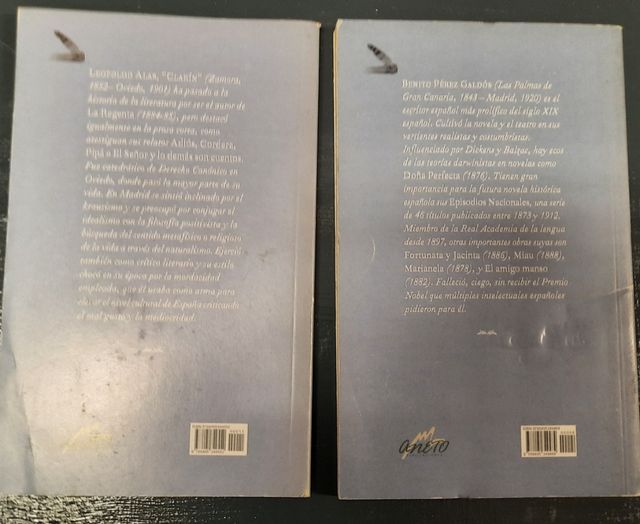 LEOPOLDO ALAS, "CLARÍN" (Zamora,
1852– Oviedo, 1901) ha pasado a la
historia de la literatura por ser el autor de
La Regenta (1884-85), pero destacó
igualmente en la prosa corta, como
atestiguan sus relatos Adiós, Cordera,
Pipá o El Señor y lo demás son cuentos.
Fue catedrático de Derecho Canónico en
Oviedo, donde pasó la mayor parte de su
vida. En Madrid se sintió inclinado por el
krausismo y se preocupó por conjugar el
idealismo con la filosofía positivista y la
búsqueda del sentido metafísico o religioso
de la vida a través del naturalismo. Ejerció
también como crítico literario y su estilo
chocó en su época por la mordacidad
empleada, que él usaba como arma para
elevar el nivel cultural de España criticando
el mal gusto y la mediocridad.
BENITO PÉREZ GALDÓS (Las Palmas de
Gran Canaria, 1843 – Madrid, 1920) es el
escritor español más prolífico del siglo XIX
español. Cultivó la novela y el teatro en sus
vertientes realistas y costumbristas.
Influenciado por Dickens y Balzac, hay ecos
de las teorías darwinistas en novelas como
Doña Perfecta (1876). Tienen gran
importancia para la futura novela histórica
española sus Episodios Nacionales, una serie
de 46 títulos publicados entre 1873 y 1912.
Miembro de la Real Academia de la lengua
desde 1897, otras importantes obras suyas son
Fortunata y Jacinta (1886), Miau (1888),
Marianela (1878), y El amigo manso
(1882). Falleció, ciego, sin recibir el Premio
Nobel que múltiples intelectuales españoles
pidieron para él.
aneto